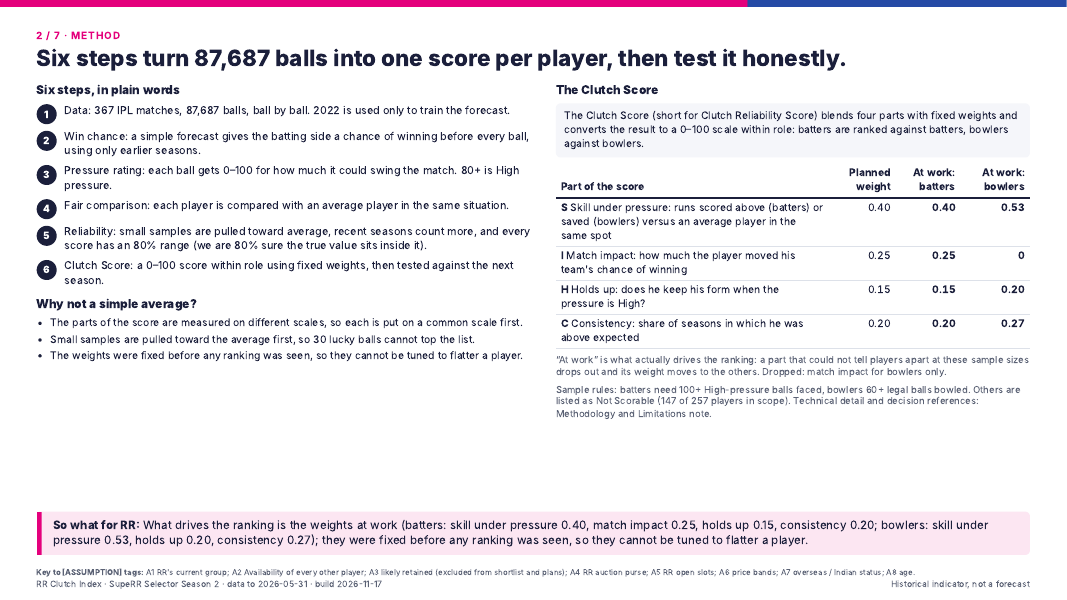 2 / 7 · METHOD
Six steps turn 87,687 balls into one score per player, then test it honestly.
Six steps, in plain words
1 Data: 367 IPL matches, 87,687 balls, ball by ball. 2022 is used only to train the forecast.
2 Win chance: a simple forecast gives the batting side a chance of winning before every ball,
using only earlier seasons.
3 Pressure rating: each ball gets 0–100 for how much it could swing the match. 80+ is High
pressure.
4 Fair comparison: each player is compared with an average player in the same situation.
5 Reliability: small samples are pulled toward average, recent seasons count more, and every
score has an 80% range (we are 80% sure the true value sits inside it).
6 Clutch Score: a 0–100 score within role using fixed weights, then tested against the next
season.
Why not a simple average?
• The parts of the score are measured on different scales, so each is put on a common scale first.
• Small samples are pulled toward the average first, so 30 lucky balls cannot top the list.
• The weights were fixed before any ranking was seen, so they cannot be tuned to flatter a player.
The Clutch Score
The Clutch Score (short for Clutch Reliability Score) blends four parts with fixed weights and
converts the result to a 0–100 scale within role: batters are ranked against batters, bowlers
against bowlers.
Planned At work: At work:
Part of the score weight batters bowlers
S Skill under pressure: runs scored above (batters) or 0.40 0.40 0.53
saved (bowlers) versus an average player in the
same spot
I Match impact: how much the player moved his 0.25 0.25 0
team's chance of winning
H Holds up: does he keep his form when the 0.15 0.15 0.20
pressure is High?
C Consistency: share of seasons in which he was 0.20 0.20 0.27
above expected
“At work” is what actually drives the ranking: a part that could not tell players apart at these sample sizes
drops out and its weight moves to the others. Dropped: match impact for bowlers only.
Sample rules: batters need 100+ High-pressure balls faced, bowlers 60+ legal balls bowled. Others are
listed as Not Scorable (147 of 257 players in scope). Technical detail and decision references:
Methodology and Limitations note.
So what for RR: What drives the ranking is the weights at work (batters: skill under pressure 0.40, match impact 0.25, holds up 0.15, consistency 0.20; bowlers: skill under
pressure 0.53, holds up 0.20, consistency 0.27); they were fixed before any ranking was seen, so they cannot be tuned to flatter a player.
Key to [ASSUMPTION] tags: A1 RR's current group; A2 Availability of every other player; A3 likely retained (excluded from shortlist and plans); A4 RR auction purse; A5 RR open slots; A6 price bands; A7 overseas / Indian status; A8 age.
RR Clutch Index · SupeRR Selector Season 2 · data to 2026-05-31 · build 2026-11-17
Historical indicator, not a forecast